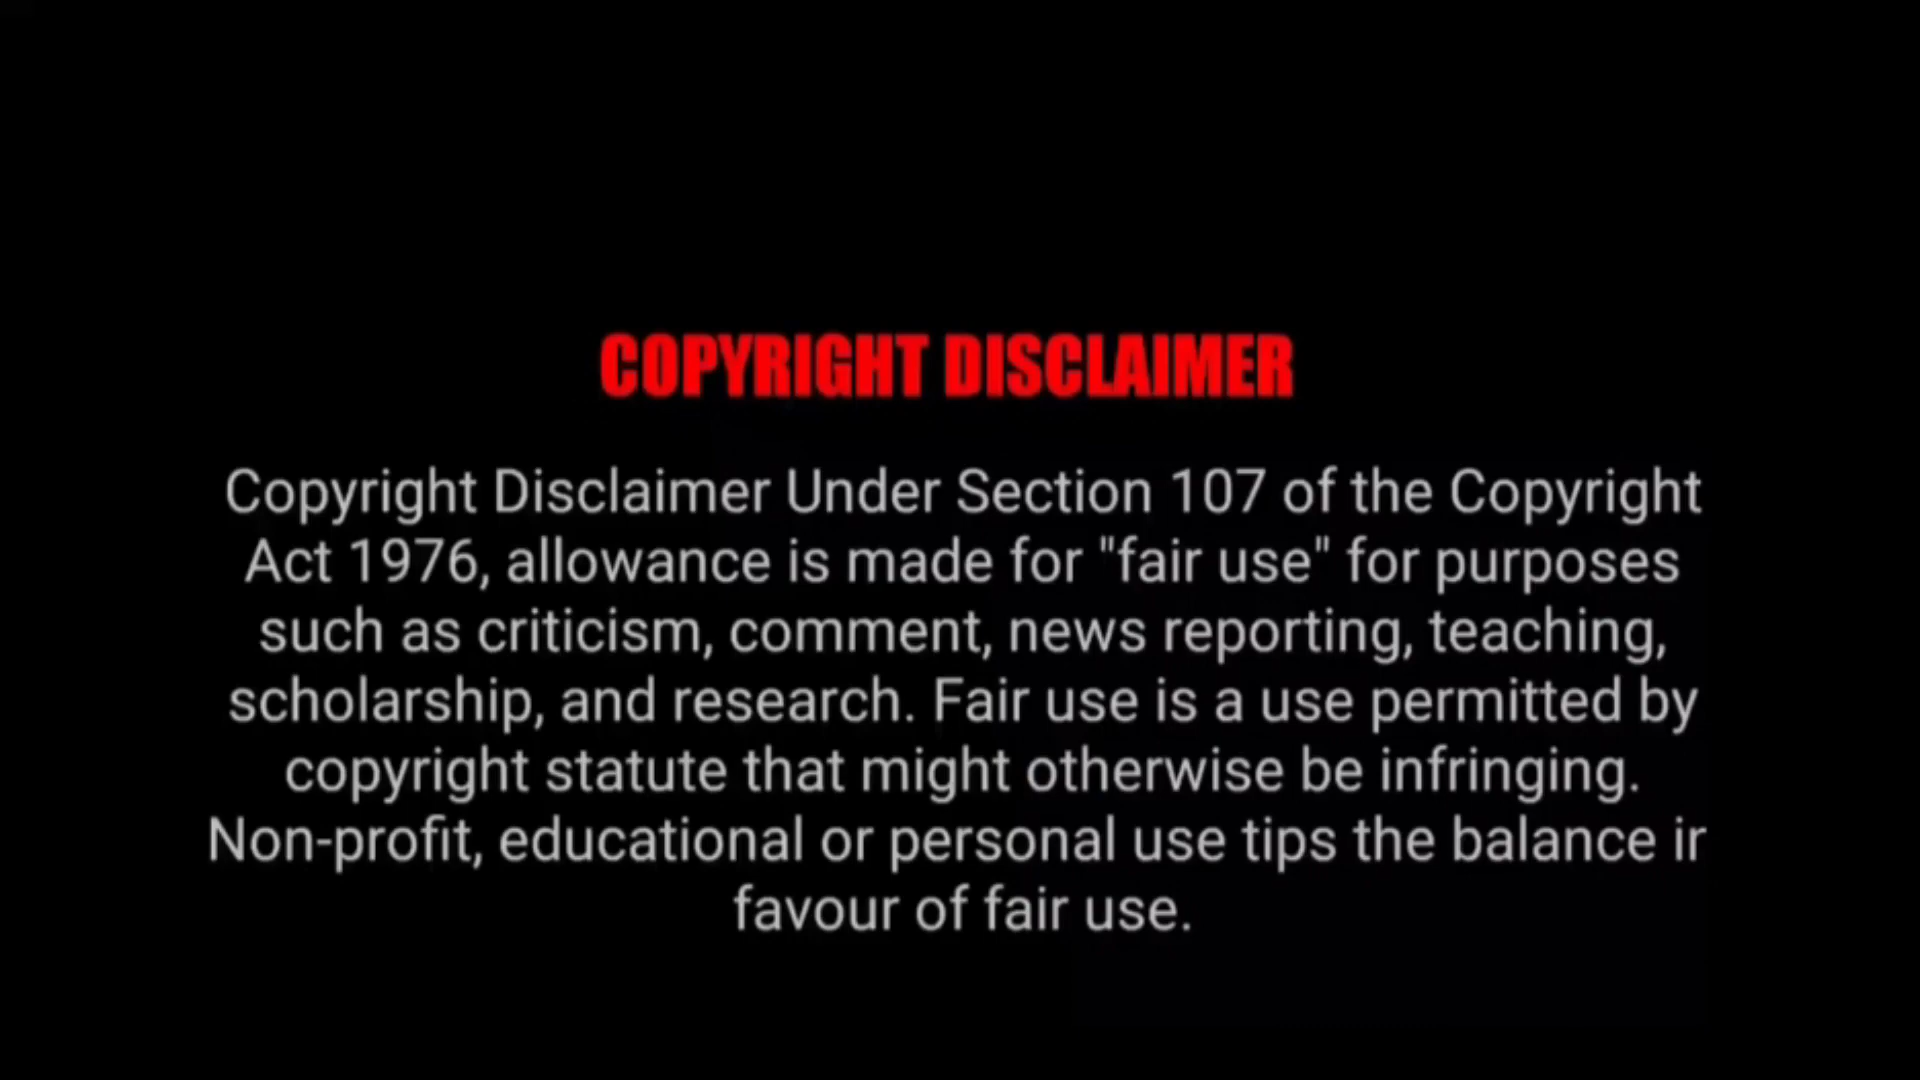 COPYRIGHT DISCLAIMER
Copyright Disclaimer Under Section 107 of the Copyright
Act 1976, allowance is made for "fair use" for purposes
such as criticism, comment, news reporting, teaching,
scholarship, and research. Fair use is a use permitted by
copyright statute that might otherwise be infringing.
Non-profit, educational or personal use tips the balance ir
favour of fair use.